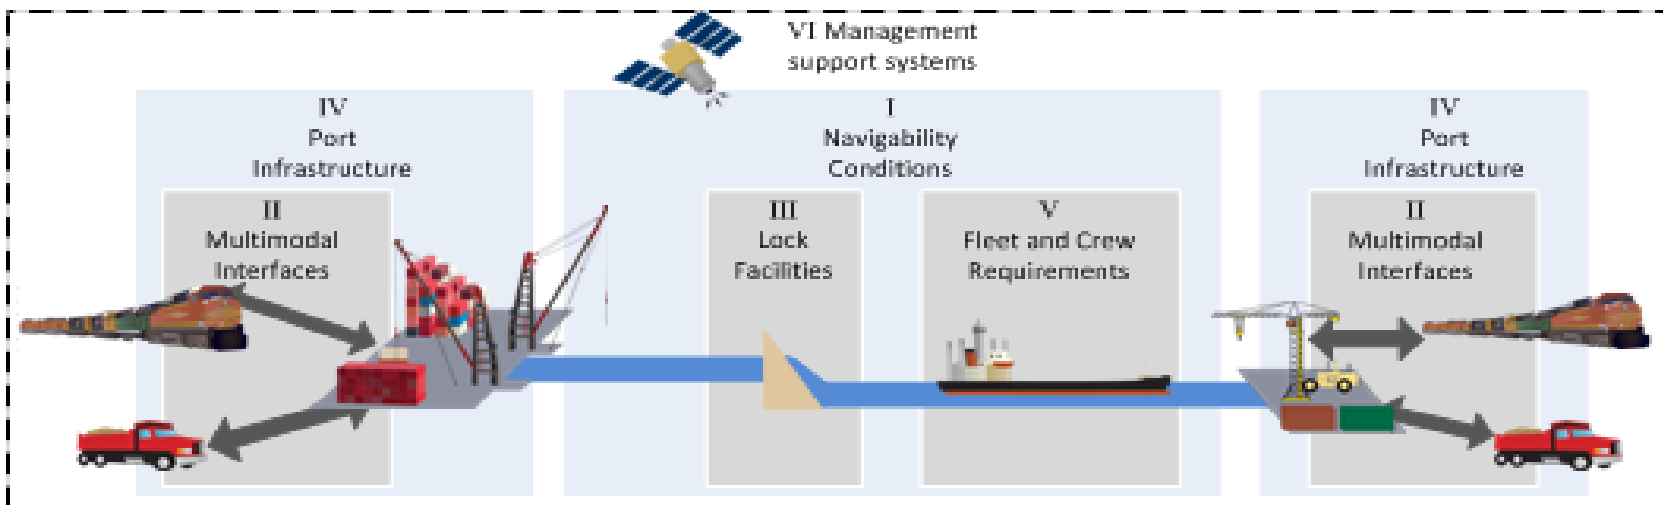 VI Management
support systems
IV
Port
Infrastructure
II
Multimodal
Interfaces
I
Navigability
Conditions
III
Lock
Facilities
V
Fleet and Crew
Requirements
IV
Port
Infrastructure
II
Multimodal
Interfaces